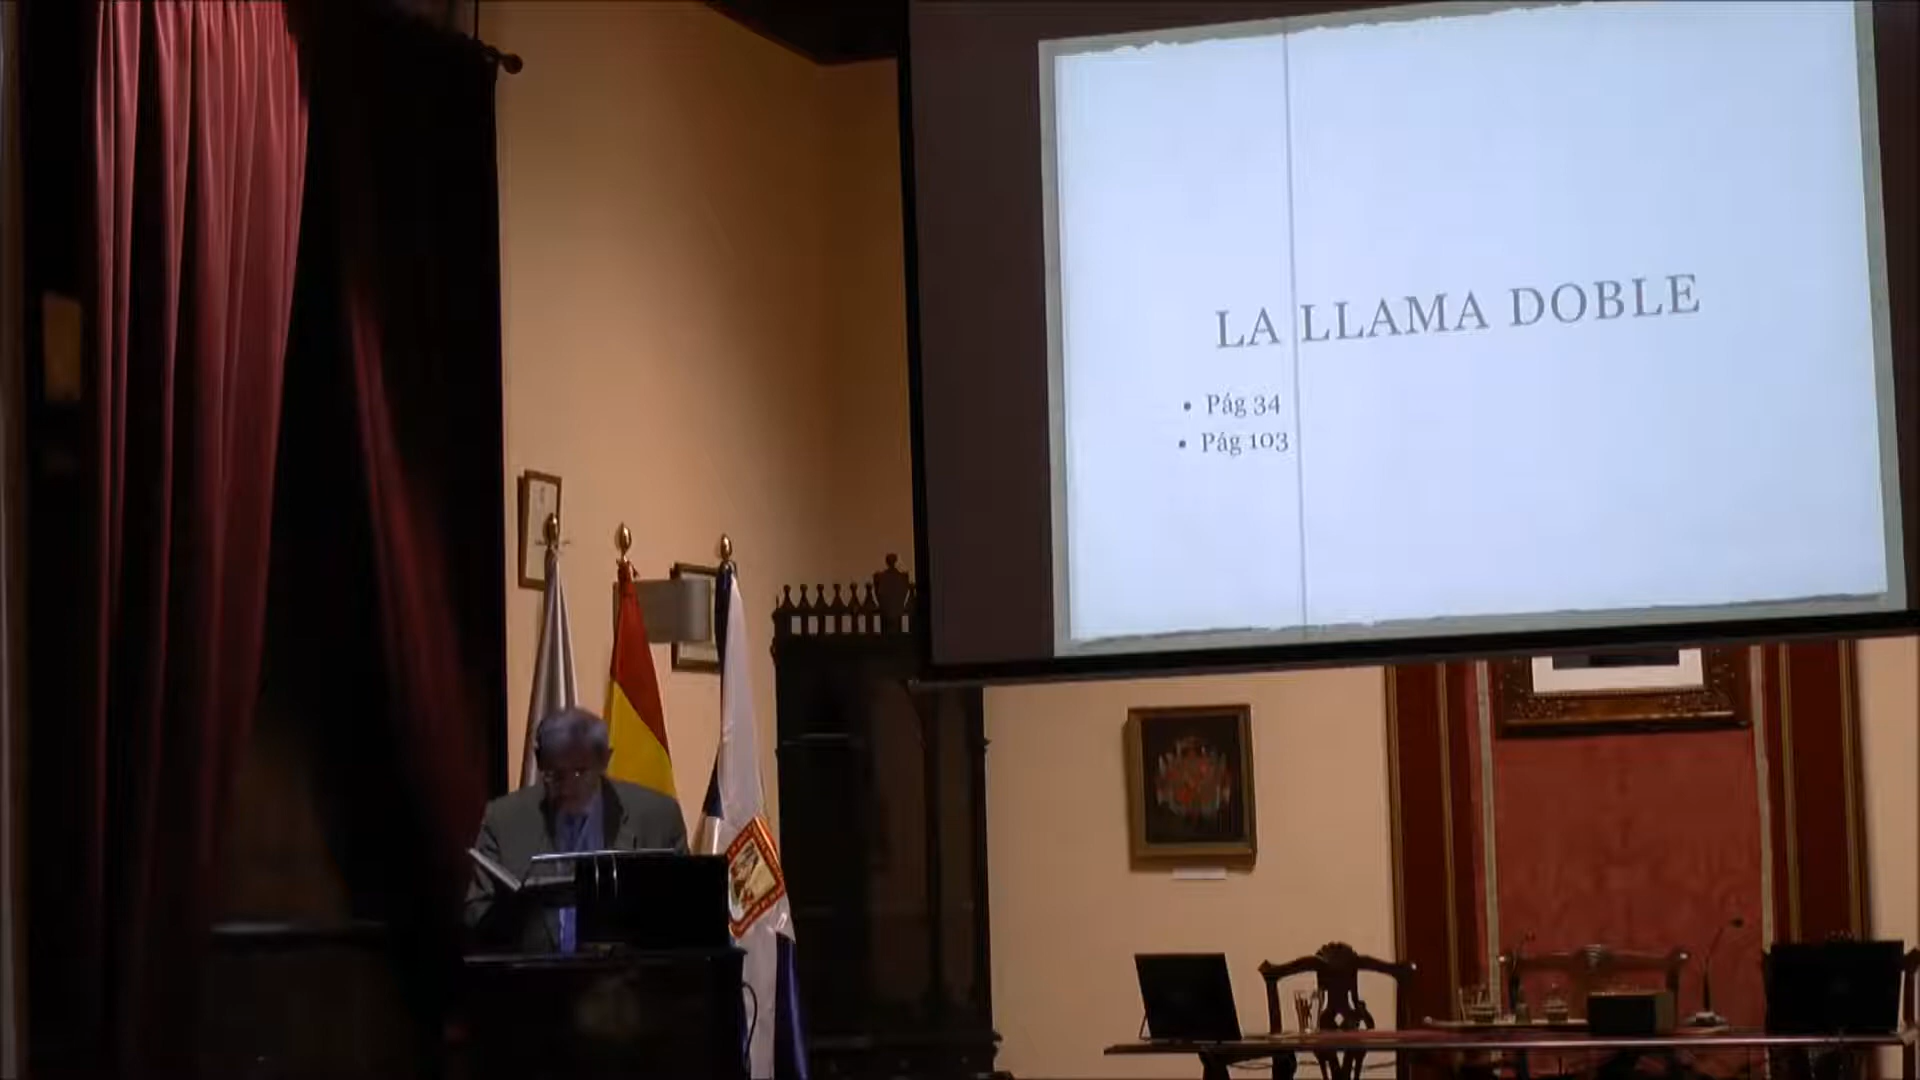 LA LLAMA DOBLE
• Pág 34
• Pág 103